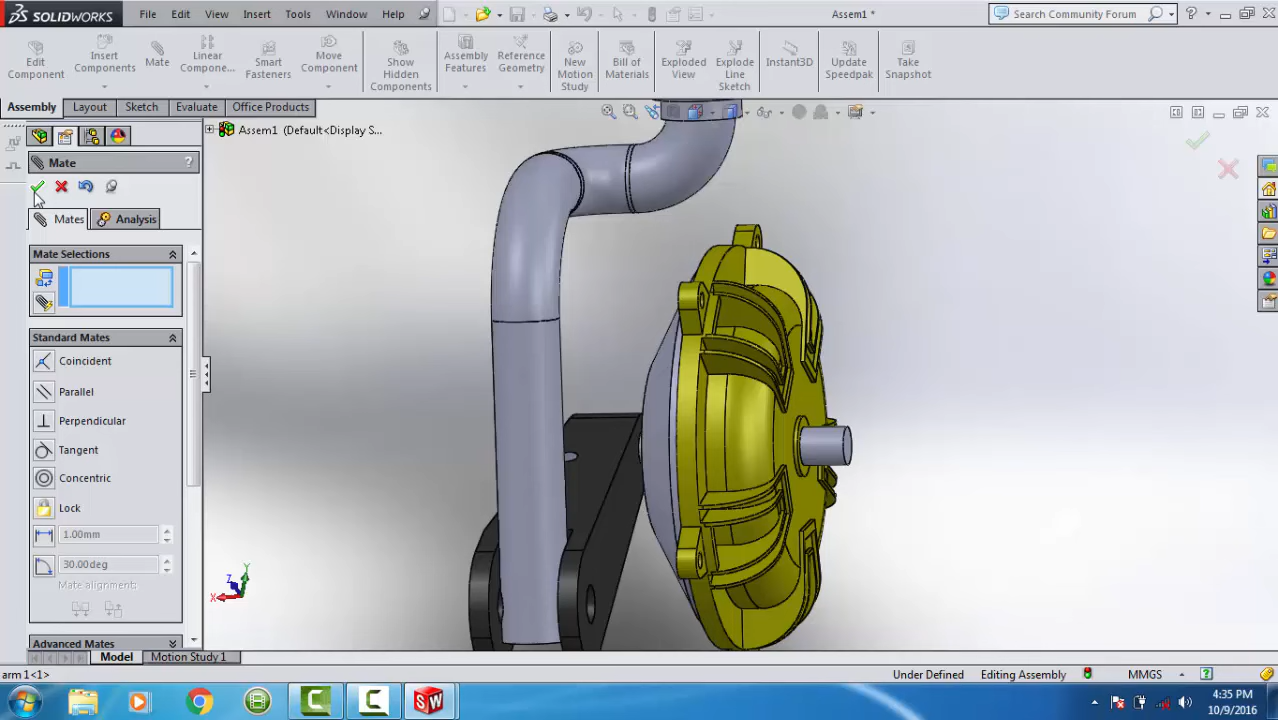 SOLIDWORKS File Edit View Insert Tools Window Help Assem1 * Search Community Forum
Edit Component Insert Components Mate Linear Compone... Smart Fasteners Move Component Show Hidden Components Assembly Features Reference Geometry New Motion Study Bill of Materials Exploded View Explode Line Sketch Instant3D Update Speedpak Take Snapshot
Assembly Layout Sketch Evaluate Office Products
Assem1 (Default<Display S...
Mate ?
Mates Analysis
Mate Selections
Standard Mates
Coincident
Parallel
Perpendicular
Tangent
Concentric
Lock
1.00mm
30.00deg
Mate alignment:
Advanced Mates
Model Motion Study 1
arm 1<1> Under Defined Editing Assembly MMGS
4:35 PM
10/9/2016